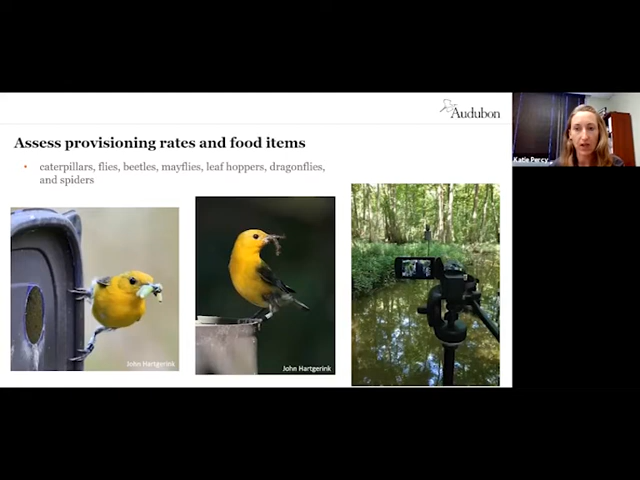 Audubon
Katie Percy
Assess provisioning rates and food items
• caterpillars, flies, beetles, mayflies, leaf hoppers, dragonflies,
and spiders
John Hartgerink
John Hartgerink